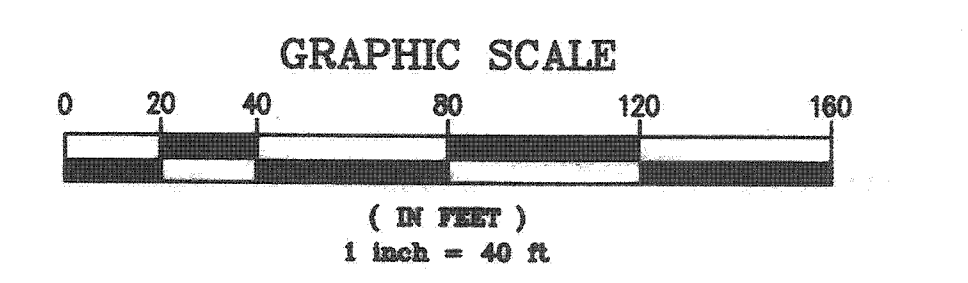 GRAPHIC SCALE
0 20 40 80 120 160
( IN FEET )
1 inch = 40 ft